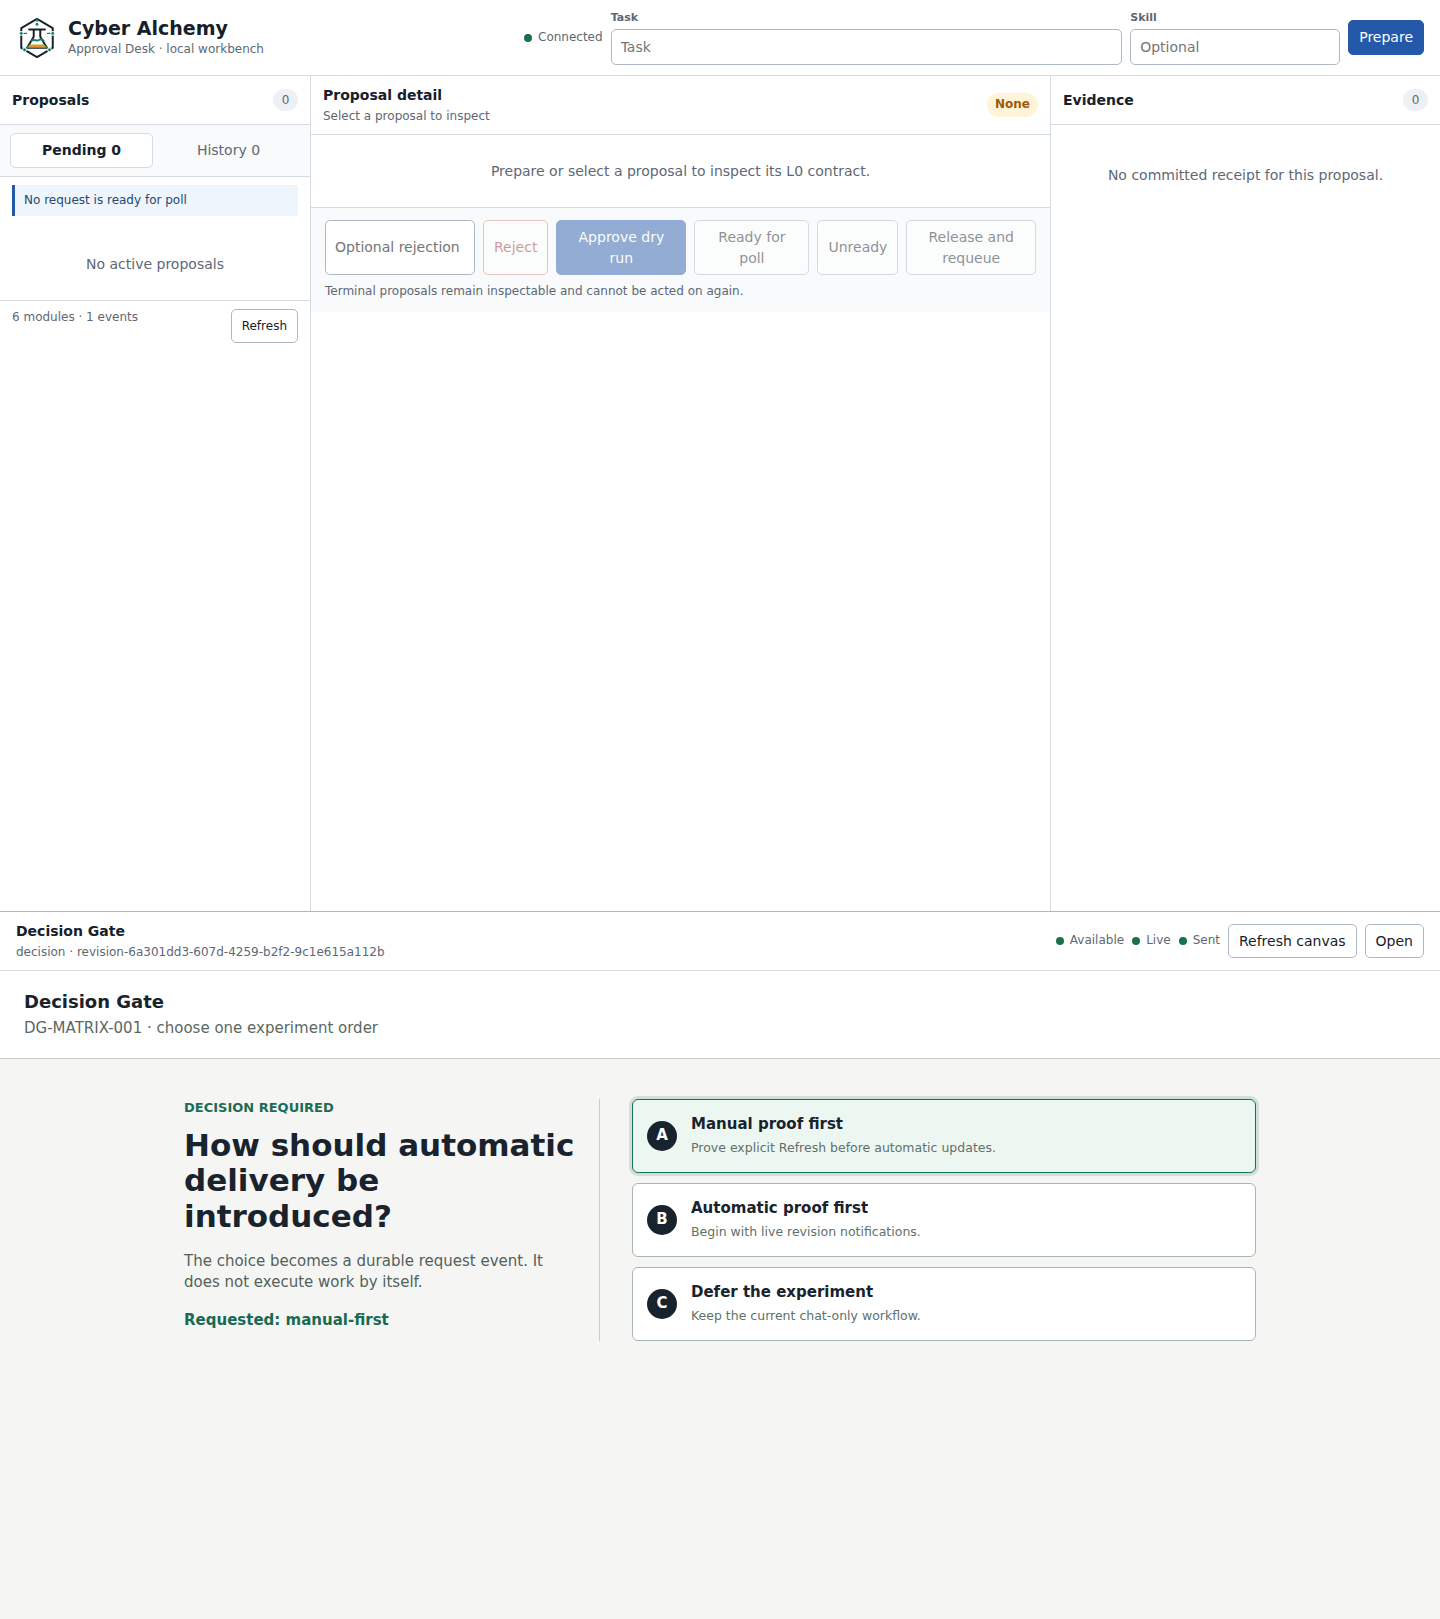 Cyber Alchemy
Approval Desk · local workbench
Connected
Task
Task
Skill
Optional
Prepare
Proposals
0
Pending 0
History 0
No request is ready for poll
No active proposals
6 modules · 1 events
Refresh
Proposal detail
Select a proposal to inspect
None
Prepare or select a proposal to inspect its L0 contract.
Optional rejection
Reject
Approve dry
run
Ready for
poll
Unready
Release and
requeue
Terminal proposals remain inspectable and cannot be acted on again.
Evidence
0
No committed receipt for this proposal.
Decision Gate
decision · revision-6a301dd3-607d-4259-b2f2-9c1e615a112b
Available
Live
Sent
Refresh canvas
Open
Decision Gate
DG-MATRIX-001 · choose one experiment order
DECISION REQUIRED
How should automatic
delivery be
introduced?
The choice becomes a durable request event. It
does not execute work by itself.
Requested: manual-first
A
Manual proof first
Prove explicit Refresh before automatic updates.
B
Automatic proof first
Begin with live revision notifications.
C
Defer the experiment
Keep the current chat-only workflow.